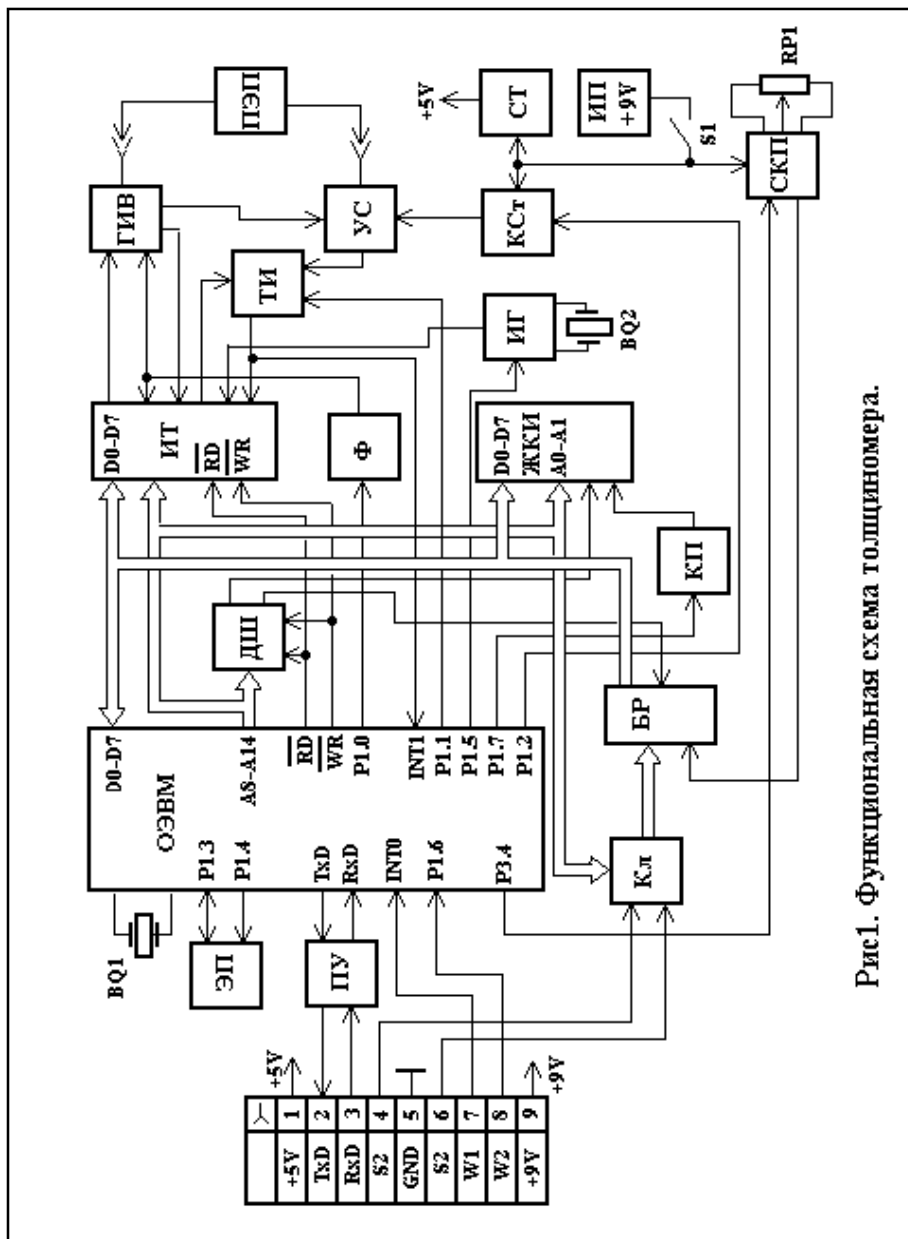 ПЭП
ГИВ
УС
ТИ
+5V
СТ
КСт
ИП
+9V
S1
RP1
СКП
D0-D7
ИТ
RD
WR
Ф
ИГ
BQ2
D0-D7
ЖКИ
A0-A1
КП
ДШ
БР
Кл
D0-D7
ОЭВМ
A8-A14
RD
WR
P1.0
INT1
P1.1
P1.5
P1.7
P1.2
P1.3
P1.4
TxD
RxD
INT0
P1.6
P3.4
BQ1
ЭП
ПУ
+5V
+9V
+5V 1
TxD 2
RxD 3
S2 4
GND 5
S2 6
W1 7
W2 8
+9V 9
Рис1. Функциональная схема толщиномера.